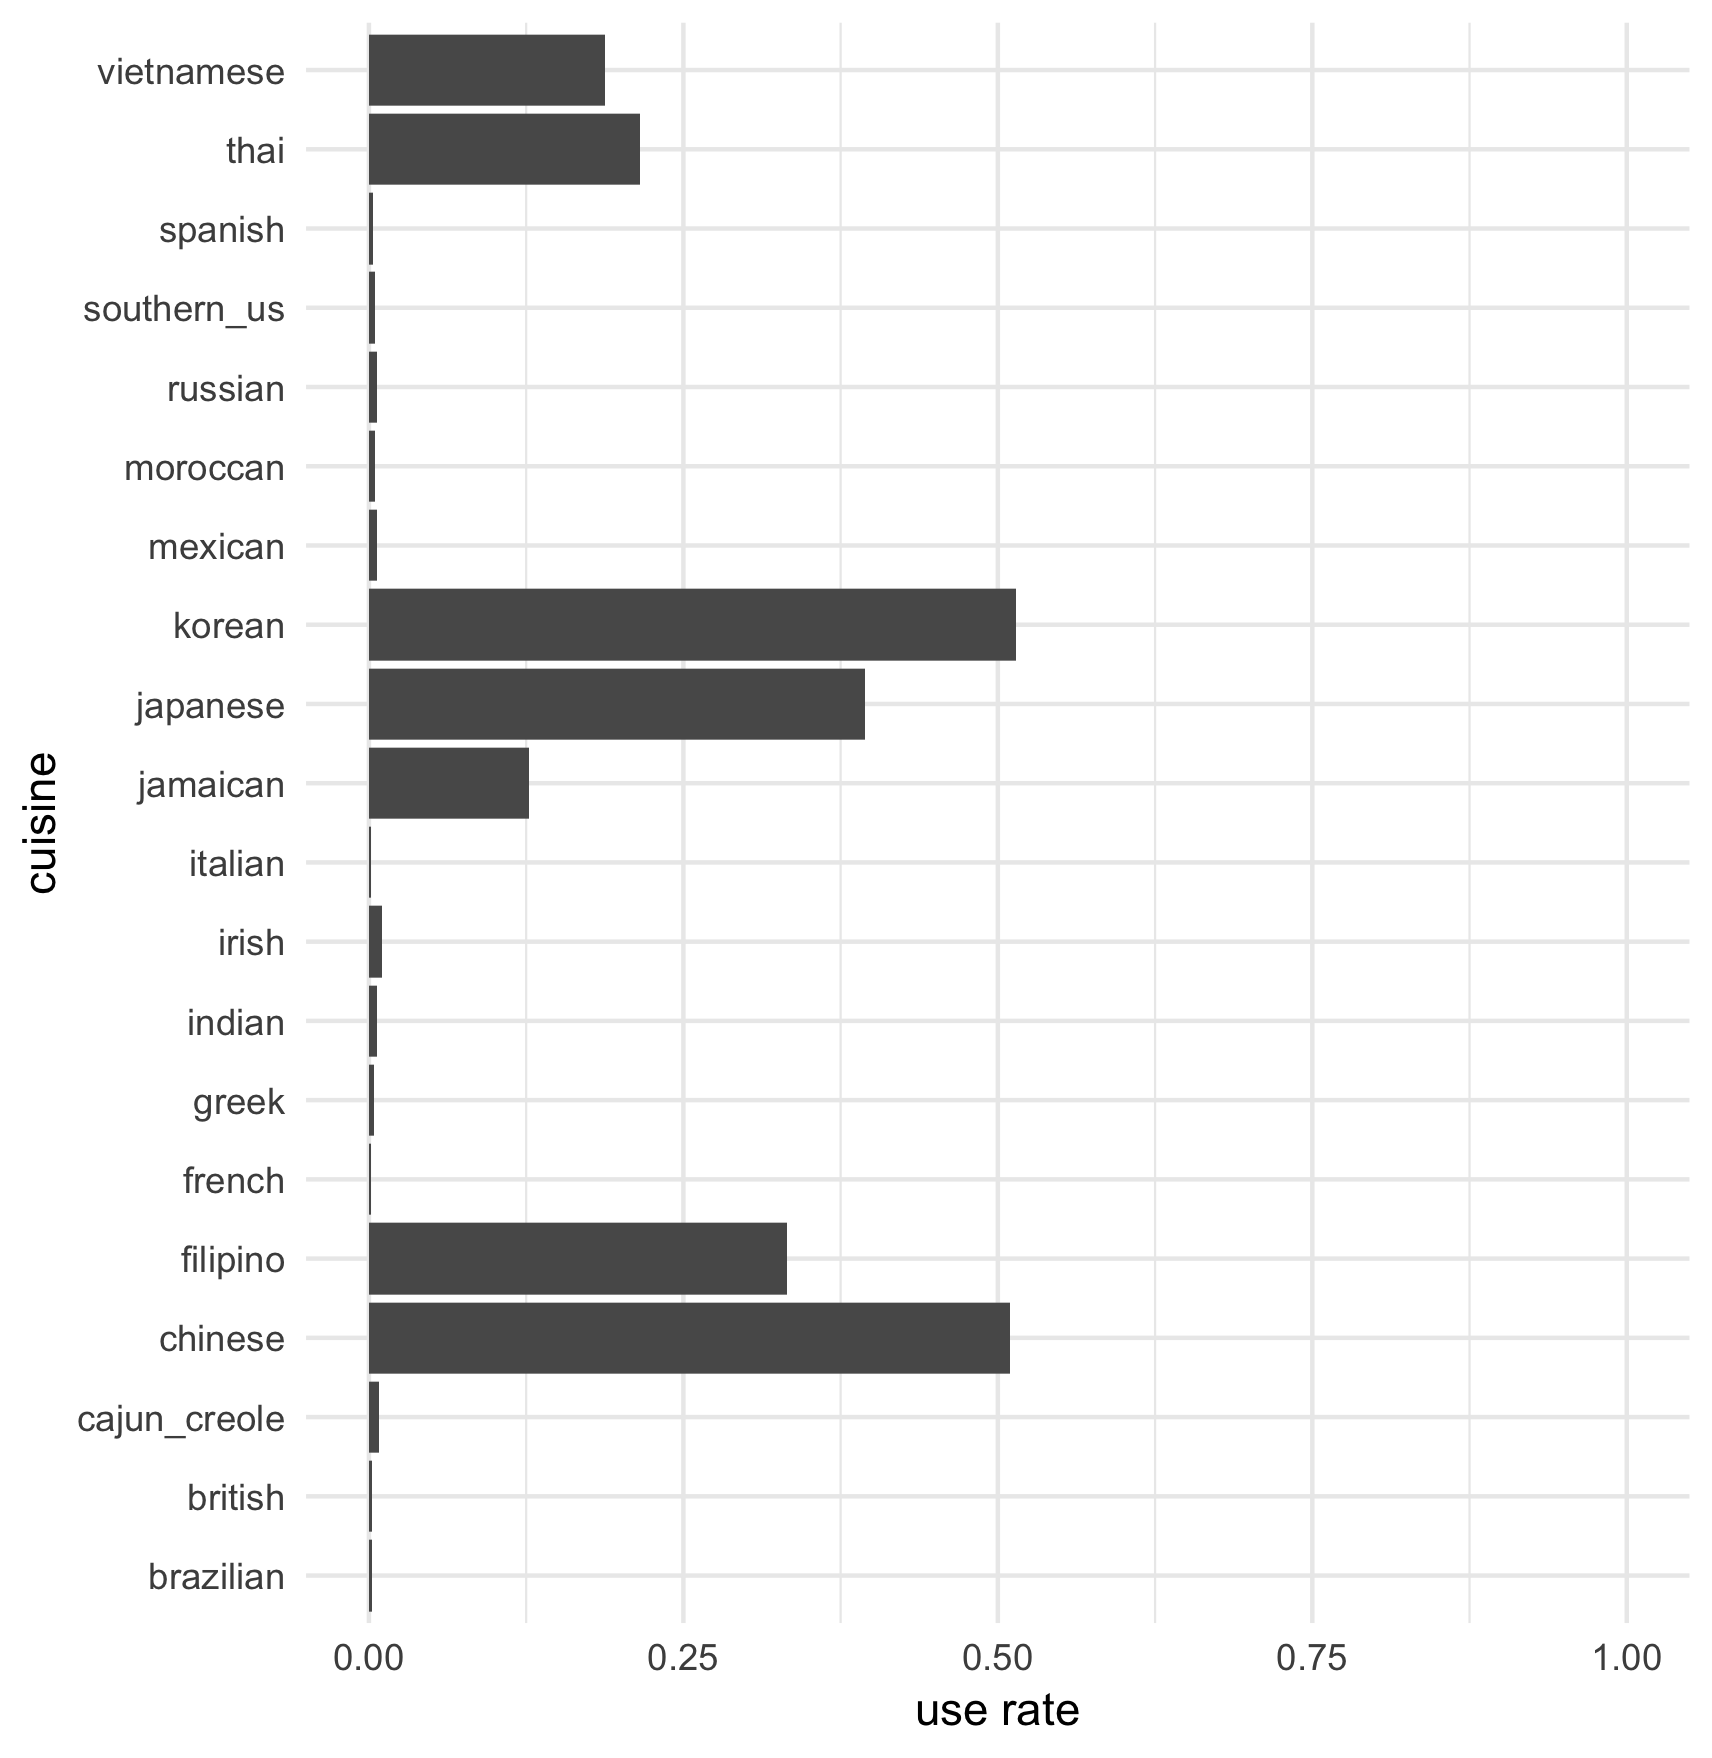 vietnamese
thai
spanish
southern_us
russian
moroccan
mexican
korean
japanese
jamaican
italian
irish
indian
greek
french
filipino
chinese
cajun_creole
british
brazilian
cuisine
0.00 0.25 0.50 0.75 1.00
use rate